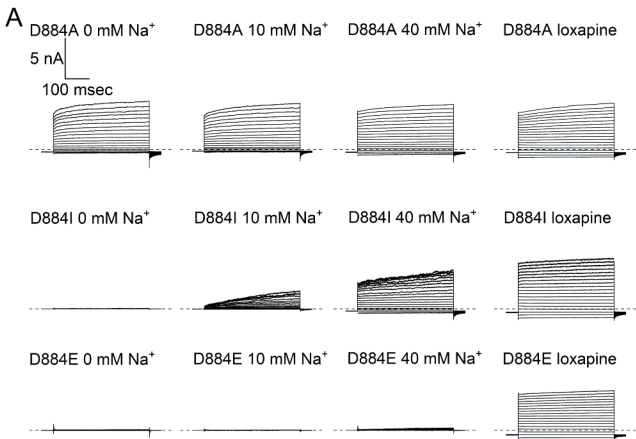 A
D884A 0 mM Na⁺ D884A 10 mM Na⁺ D884A 40 mM Na⁺ D884A loxapine
5 nA
100 msec
D884I 0 mM Na⁺ D884I 10 mM Na⁺ D884I 40 mM Na⁺ D884I loxapine
D884E 0 mM Na⁺ D884E 10 mM Na⁺ D884E 40 mM Na⁺ D884E loxapine